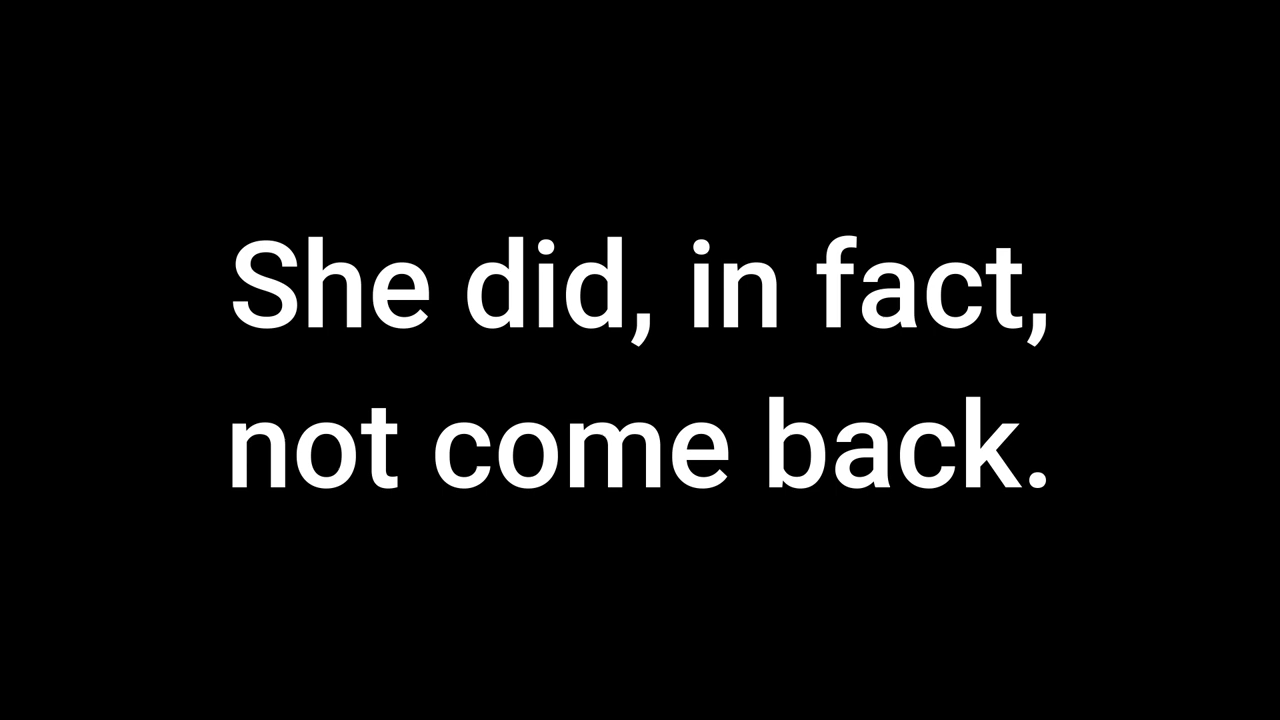 She did, in fact,
not come back.